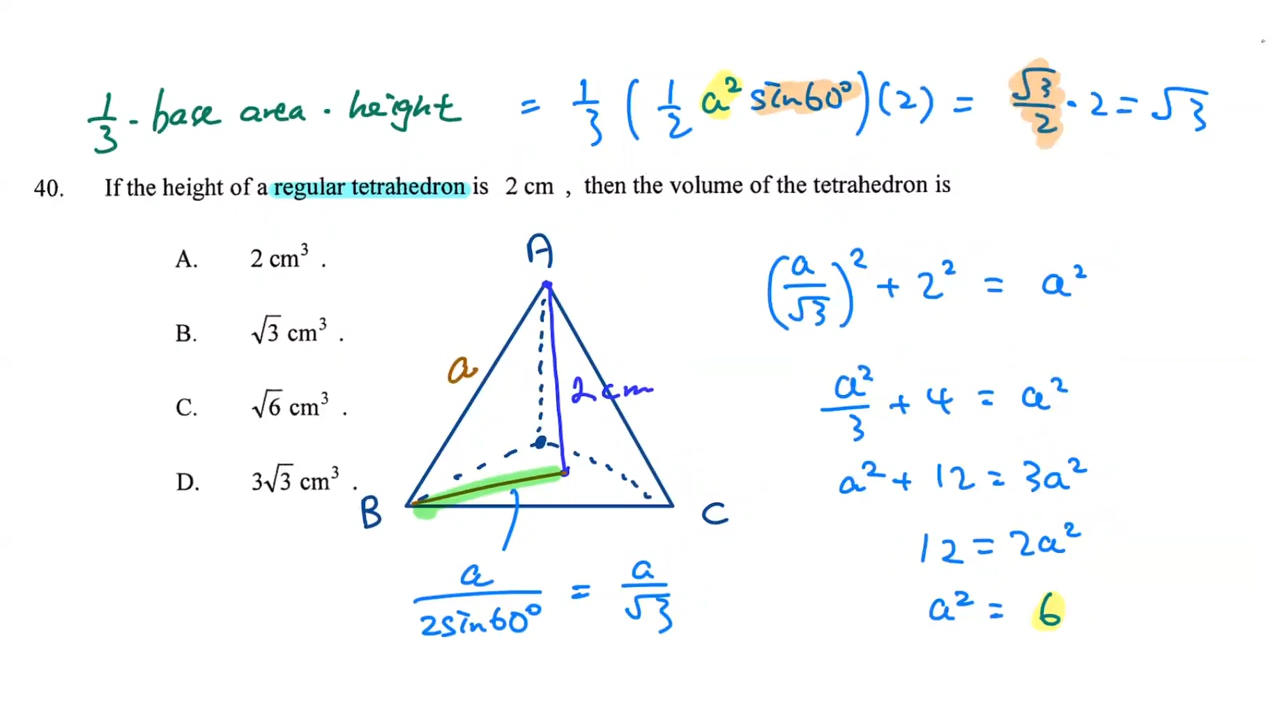 1/3 · base area · height = 1/3 ( 1/2 a² sin60° ) (2) = √3/2 · 2 = √3
40. If the height of a regular tetrahedron is 2 cm , then the volume of the tetrahedron is
A. 2 cm³ .
B. √3 cm³ .
C. √6 cm³ .
D. 3√3 cm³ .
A
a
2 cm
B
C
a/(2sin60°) = a/√3
(a/√3)² + 2² = a²
a²/3 + 4 = a²
a² + 12 = 3a²
12 = 2a²
a² = 6